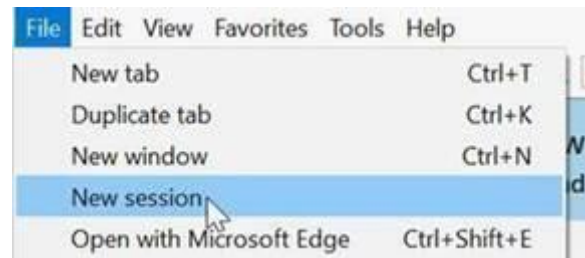 File Edit View Favorites Tools Help
New tab Ctrl+T
Duplicate tab Ctrl+K
New window Ctrl+N
New session
Open with Microsoft Edge Ctrl+Shift+E